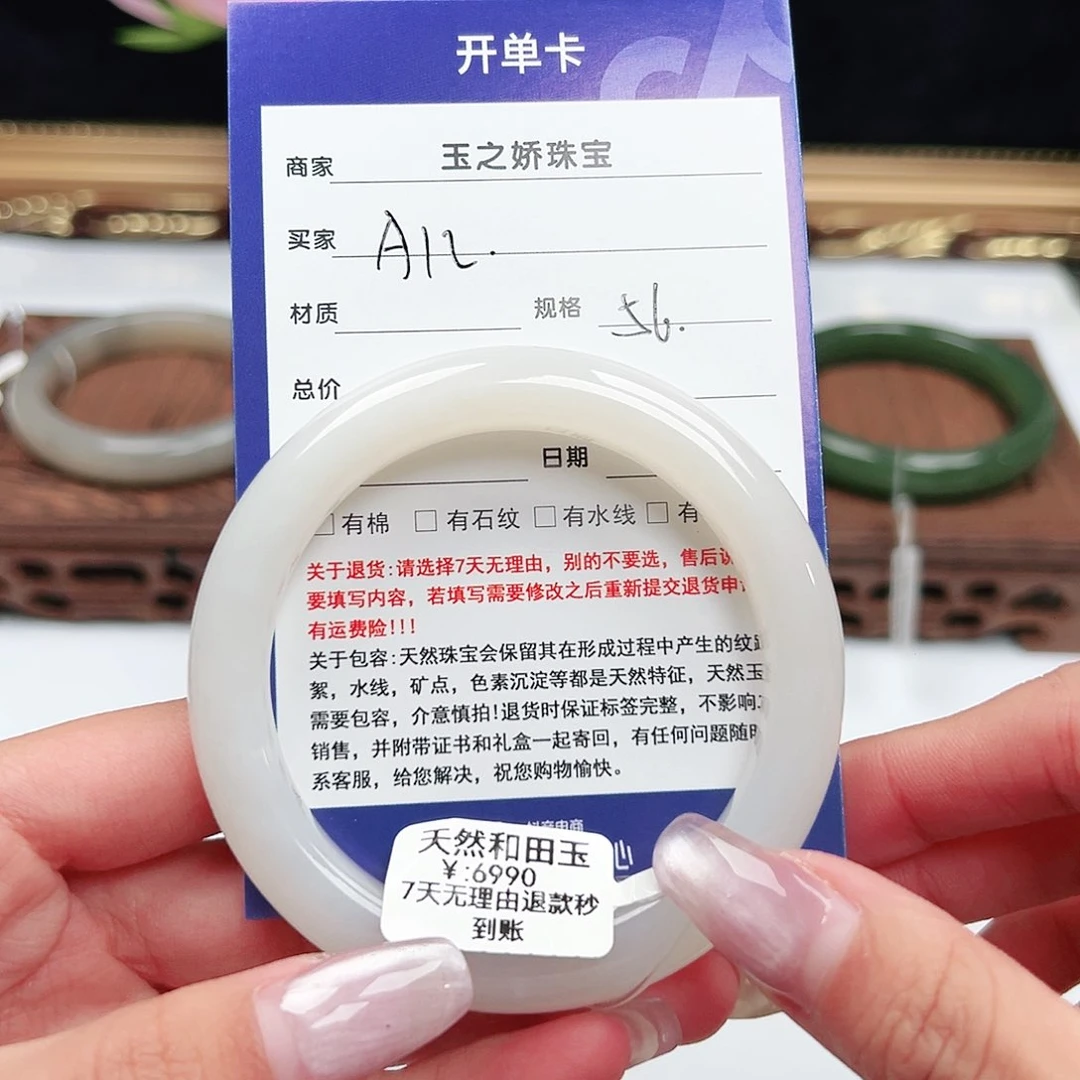 开单卡
商家 玉之娇珠宝
买家 A12.
材质 规格 56.
总价
日期
有棉 有石纹 有水线 有
关于退货:请选择7天无理由，别的不要选，售后
要填写内容，若填写需要修改之后重新提交退货申
有运费险!!!
关于包容:天然珠宝会保留其在形成过程中产生的纹
絮，水线，矿点，色素沉淀等都是天然特征，天然玉
需要包容，介意慎拍!退货时保证标签完整，不影响
销售，并附带证书和礼盒一起寄回，有任何问题随时
系客服，给您解决，祝您购物愉快。
抖音电商
心
天然和田玉
¥:6990
7天无理由退款秒
到账